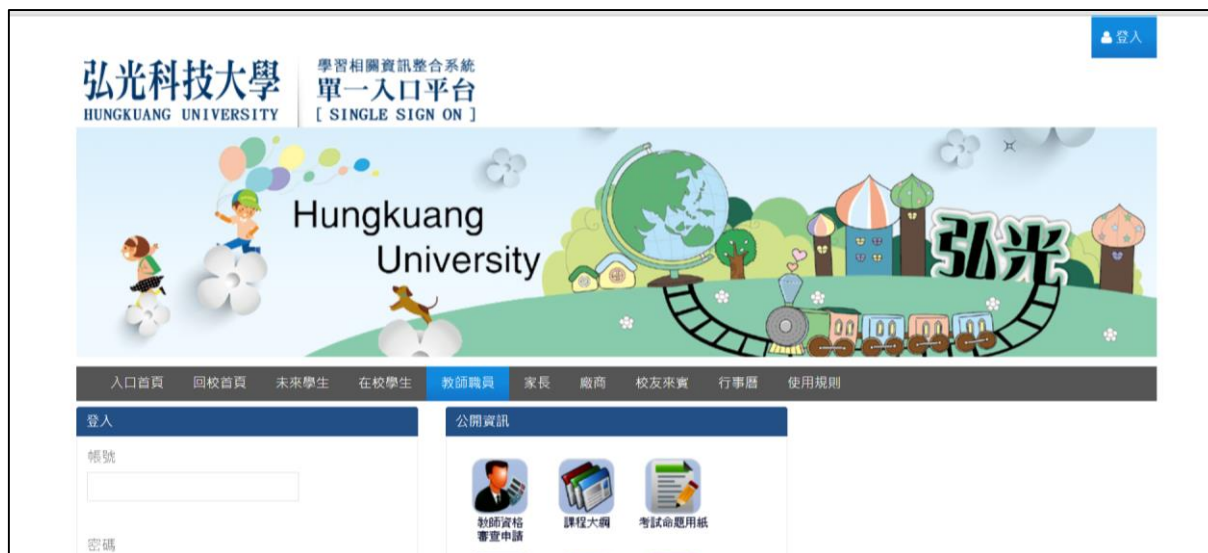 登入
弘光科技大學
HUNGKUANG UNIVERSITY
學習相關資訊整合系統
單一入口平台
[ SINGLE SIGN ON ]
Hungkuang
University
弘光
入口首頁 回校首頁 未來學生 在校學生 教師職員 家長 廠商 校友來賓 行事曆 使用規則
登入
帳號
密碼
公開資訊
教師資格
審查申請
課程大綱
考試命題用紙